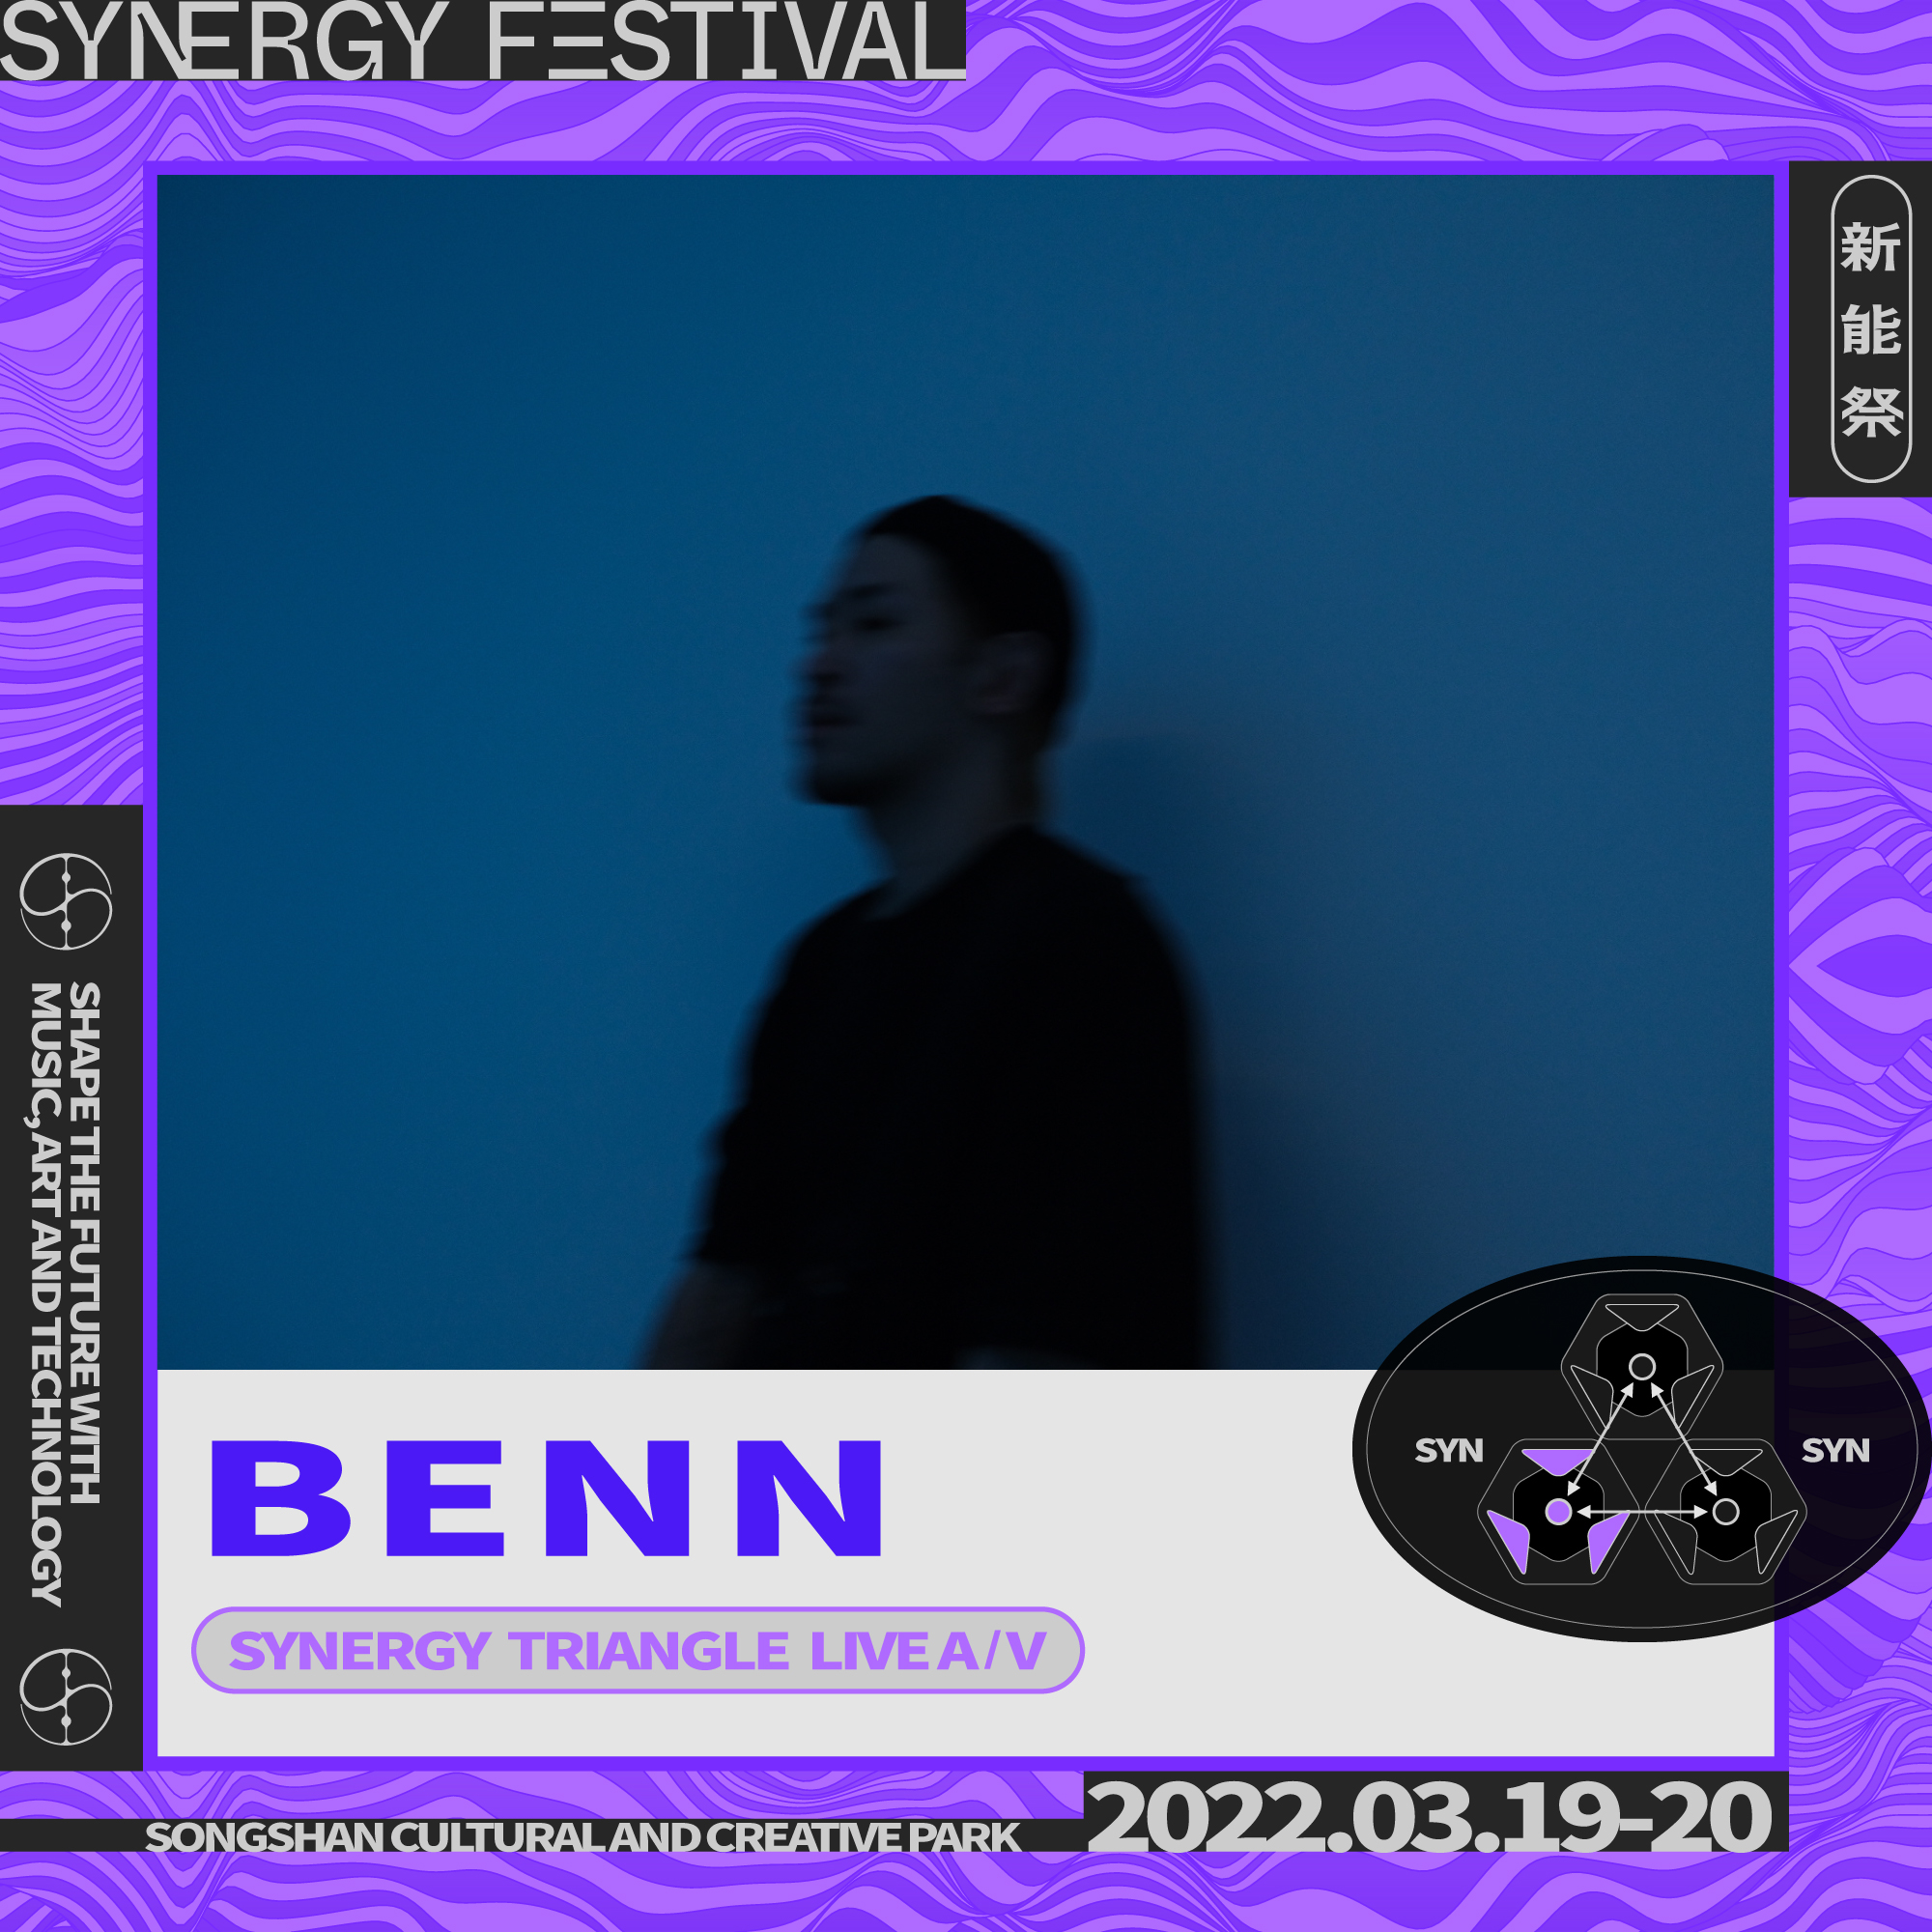 SYNERGY FESTIVAL
新能祭
SHAPE THE FUTURE WITH
MUSIC, ART AND TECHNOLOGY
SYN
SYN
BENN
SYNERGY TRIANGLE LIVE A/V
2022.03.19-20
SONGSHAN CULTURAL AND CREATIVE PARK